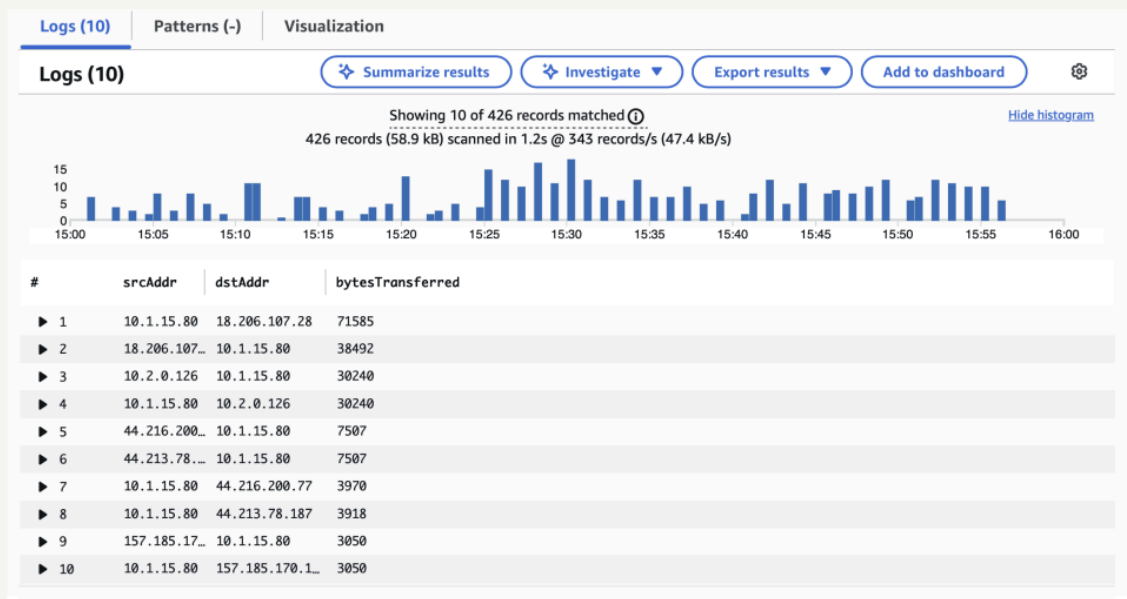 Logs (10) Patterns (-) Visualization
Logs (10) Summarize results Investigate ▼ Export results ▼ Add to dashboard
Showing 10 of 426 records matched
Hide histogram
426 records (58.9 kB) scanned in 1.2s @ 343 records/s (47.4 kB/s)
15
10
5
0
15:00 15:05 15:10 15:15 15:20 15:25 15:30 15:35 15:40 15:45 15:50 15:55 16:00
# srcAddr dstAddr bytesTransferred
1 10.1.15.80 18.206.107.28 71585
2 18.206.107… 10.1.15.80 38492
3 10.2.0.126 10.1.15.80 30240
4 10.1.15.80 10.2.0.126 30240
5 44.216.200… 10.1.15.80 7507
6 44.213.78.… 10.1.15.80 7507
7 10.1.15.80 44.216.200.77 3970
8 10.1.15.80 44.213.78.187 3918
9 157.185.17… 10.1.15.80 3050
10 10.1.15.80 157.185.170.1… 3050